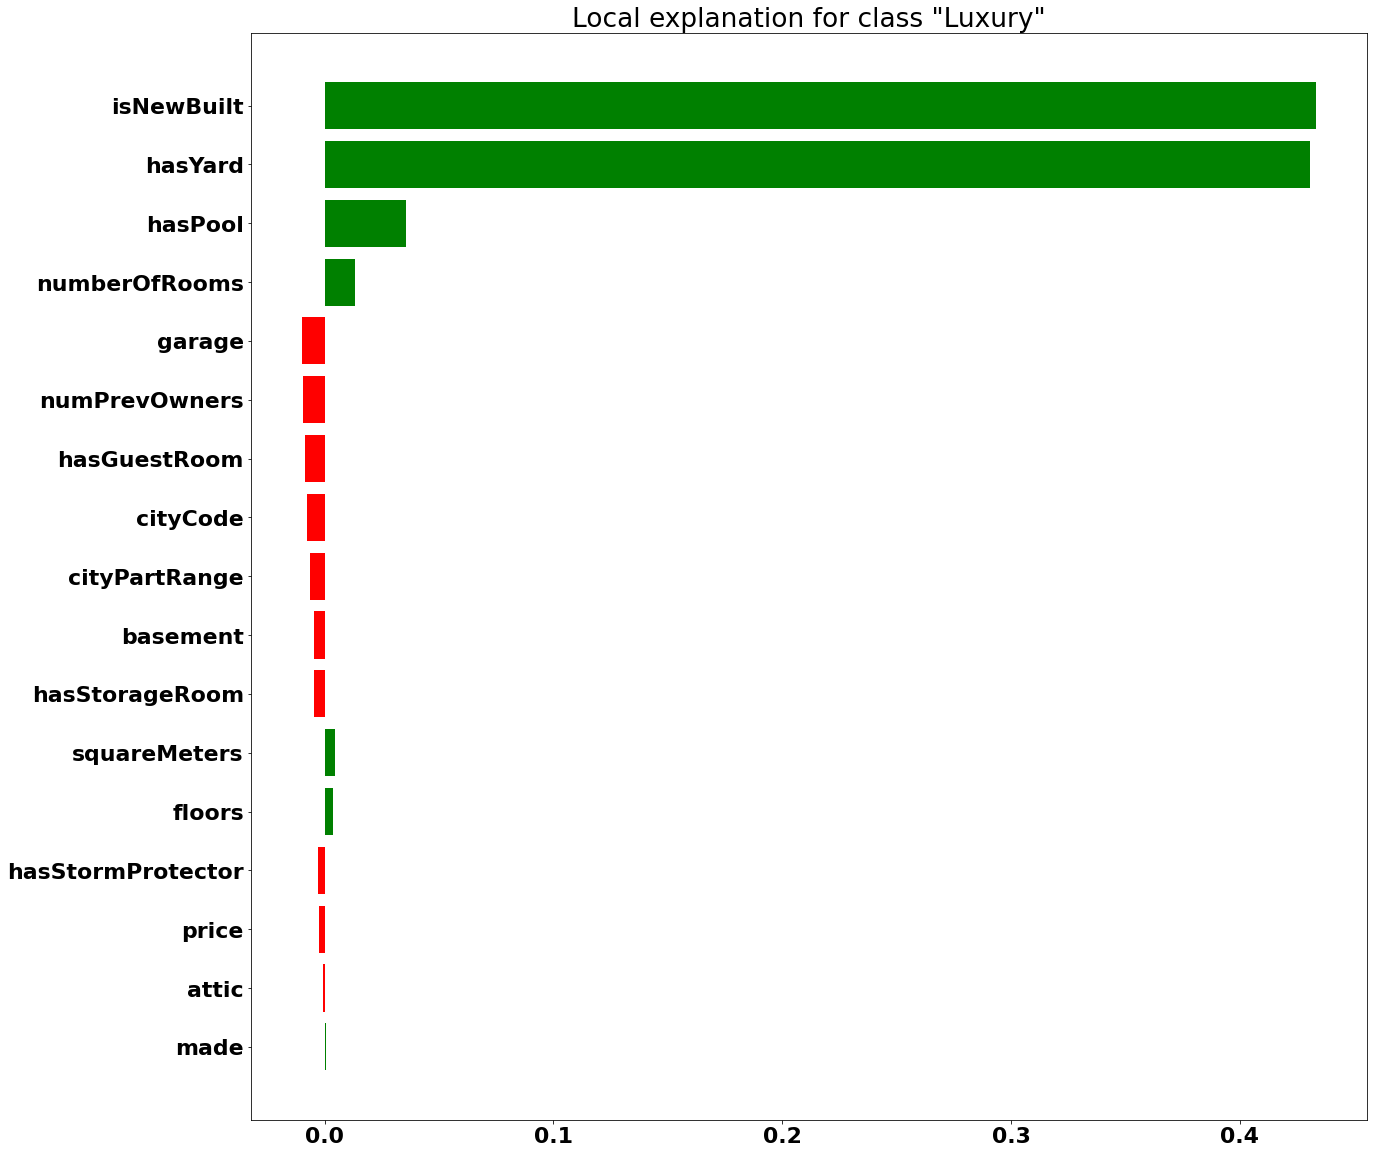 Local explanation for class "Luxury"
isNewBuilt
hasYard
hasPool
numberOfRooms
garage
numPrevOwners
hasGuestRoom
cityCode
cityPartRange
basement
hasStorageRoom
squareMeters
floors
hasStormProtector
price
attic
made
0.0 0.1 0.2 0.3 0.4